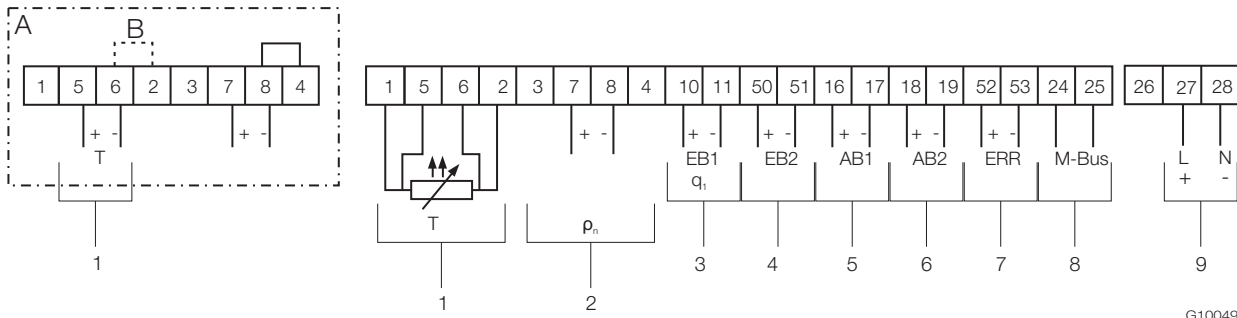 A
B
1 5 6 2 3 7 8 4
+ - + -
T
1
1 5 6 2 3 7 8 4 10 11 50 51 16 17 18 19 52 53 24 25
26 27 28
+ - + - + - + - + - + -
EB1 EB2 AB1 AB2 ERR M-Bus L N
q₁ + -
T ρₙ
3 4 5 6 7 8 9
1 2
G10049